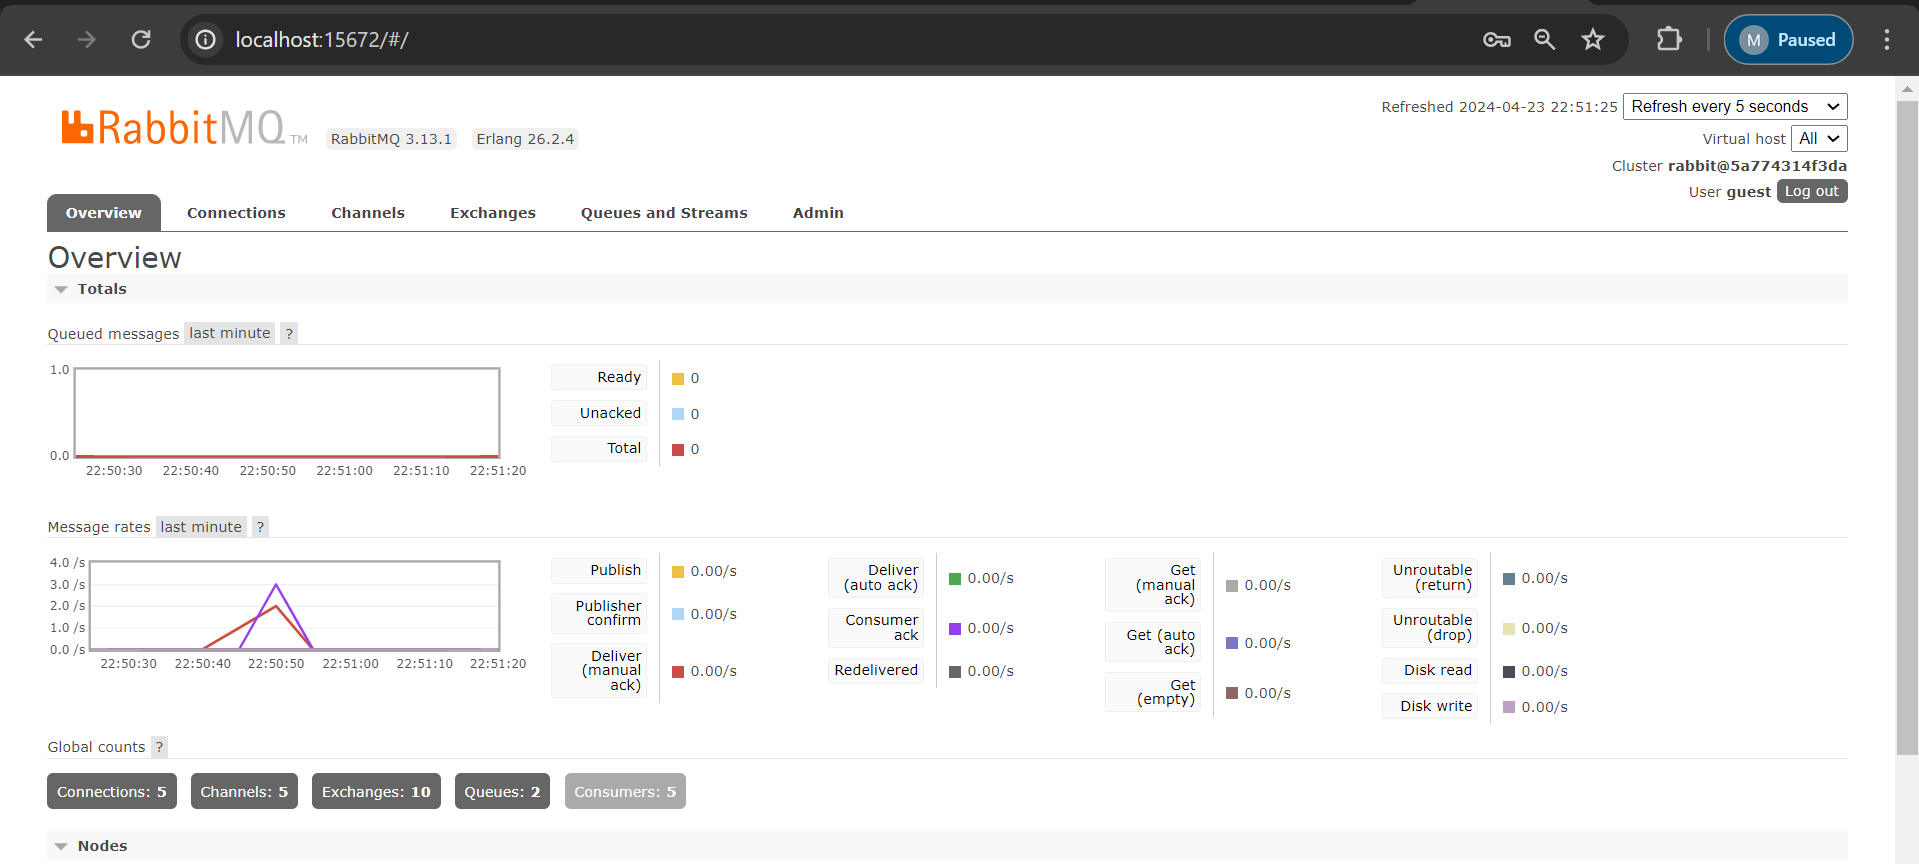 localhost:15672/#/
M Paused
RabbitMQ TM RabbitMQ 3.13.1 Erlang 26.2.4
Refreshed 2024-04-23 22:51:25 Refresh every 5 seconds
Virtual host All
Cluster rabbit@5a774314f3da
User guest Log out
Overview Connections Channels Exchanges Queues and Streams Admin
Overview
Totals
Queued messages last minute ?
1.0
0.0
22:50:30 22:50:40 22:50:50 22:51:00 22:51:10 22:51:20
Ready 0
Unacked 0
Total 0
Message rates last minute ?
4.0 /s
3.0 /s
2.0 /s
1.0 /s
0.0 /s
22:50:30 22:50:40 22:50:50 22:51:00 22:51:10 22:51:20
Publish 0.00/s
Publisher
confirm 0.00/s
Deliver
(manual
ack) 0.00/s
Deliver
(auto ack) 0.00/s
Consumer
ack 0.00/s
Redelivered 0.00/s
Get
(manual
ack) 0.00/s
Get (auto
ack) 0.00/s
Get
(empty) 0.00/s
Unroutable
(return) 0.00/s
Unroutable
(drop) 0.00/s
Disk read 0.00/s
Disk write 0.00/s
Global counts ?
Connections: 5 Channels: 5 Exchanges: 10 Queues: 2 Consumers: 5
Nodes